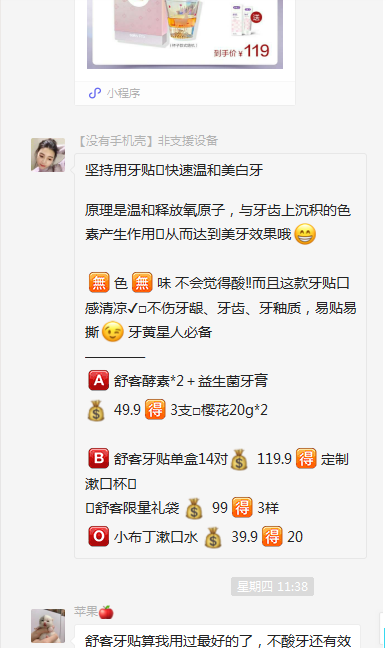 送
到手价¥119
小程序
【没有手机壳】非支援设备
坚持用牙贴□快速温和美白牙
原理是温和释放氧原子，与牙齿上沉积的色
素产生作用□从而达到美牙效果哦😁
🈚色🈚味 不会觉得酸‼而且这款牙贴口
感清凉✓□不伤牙龈、牙齿、牙釉质，易贴易
撕😉 牙黄星人必备
—————
🅰 舒客酵素*2＋益生菌牙膏
💰 49.9 🉐 3支□樱花20g*2
🅱 舒客牙贴单盒14对💰 119.9 🉐 定制
漱口杯□
□舒客限量礼袋 💰 99 🉐 3样
🅾 小布丁漱口水 💰 39.9 🉐 20
星期四 11:38
苹果🍎
舒客牙贴算我用过最好的了，不酸牙还有效